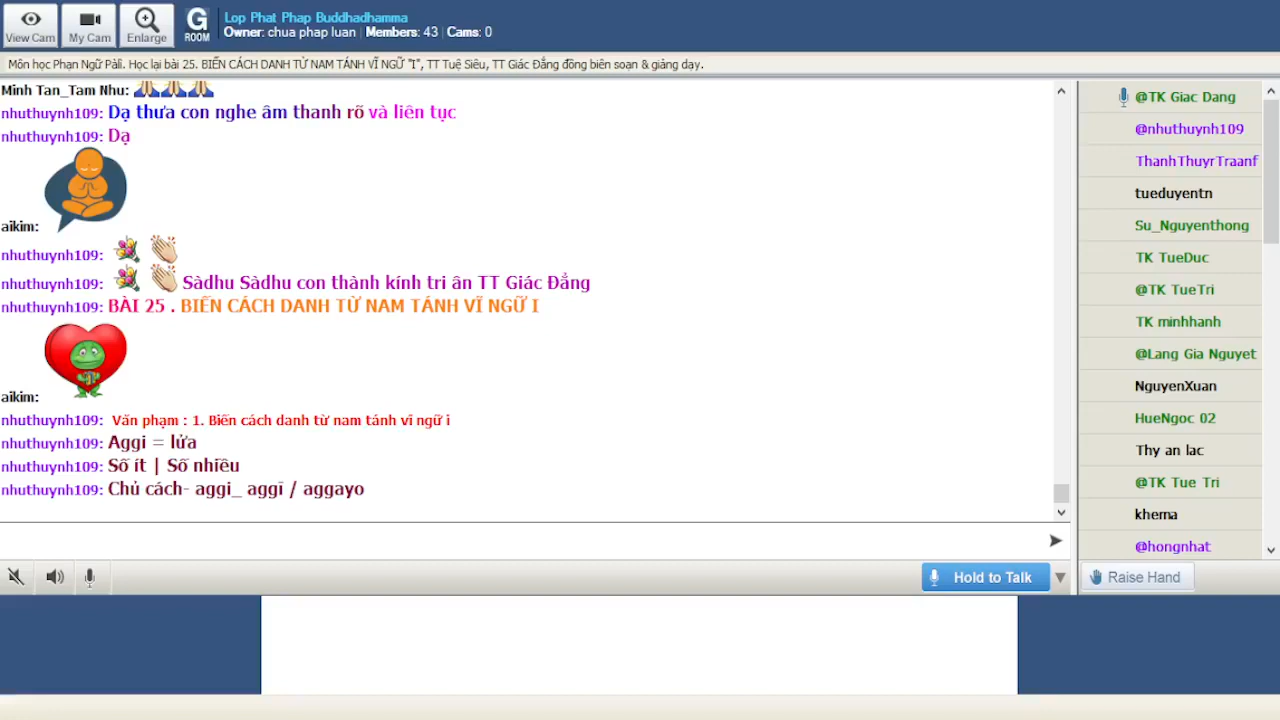 View Cam
My Cam
Enlarge
G
ROOM
Lop Phat Phap Buddhadhamma
Owner: chua phap luan | Members: 43 | Cams: 0
Môn học Phạn Ngữ Pàli. Học lại bài 25. BIẾN CÁCH DANH TỪ NAM TÁNH VĨ NGỮ "I", TT Tuệ Siêu, TT Giác Đẳng đồng biên soạn & giảng dạy.
Minh Tan_Tam Nhu:
nhuthuynh109: Dạ thưa con nghe âm thanh rõ và liên tục
nhuthuynh109: Dạ
aikim:
nhuthuynh109:
nhuthuynh109: Sàdhu Sàdhu con thành kính tri ân TT Giác Đẳng
nhuthuynh109: BÀI 25 . BIẾN CÁCH DANH TỪ NAM TÁNH VĨ NGỮ I
aikim:
nhuthuynh109: Văn phạm : 1. Biến cách danh từ nam tánh vĩ ngữ i
nhuthuynh109: Aggi = lửa
nhuthuynh109: Số ít | Số nhiều
nhuthuynh109: Chủ cách- aggi_ aggī / aggayo
Hold to Talk
@TK Giac Dang
@nhuthuynh109
ThanhThuyrTraanf
tueduyentn
Su_Nguyenthong
TK TueDuc
@TK TueTri
TK minhhanh
@Lang Gia Nguyet
NguyenXuan
HueNgoc 02
Thy an lac
@TK Tue Tri
khema
@hongnhat
Raise Hand